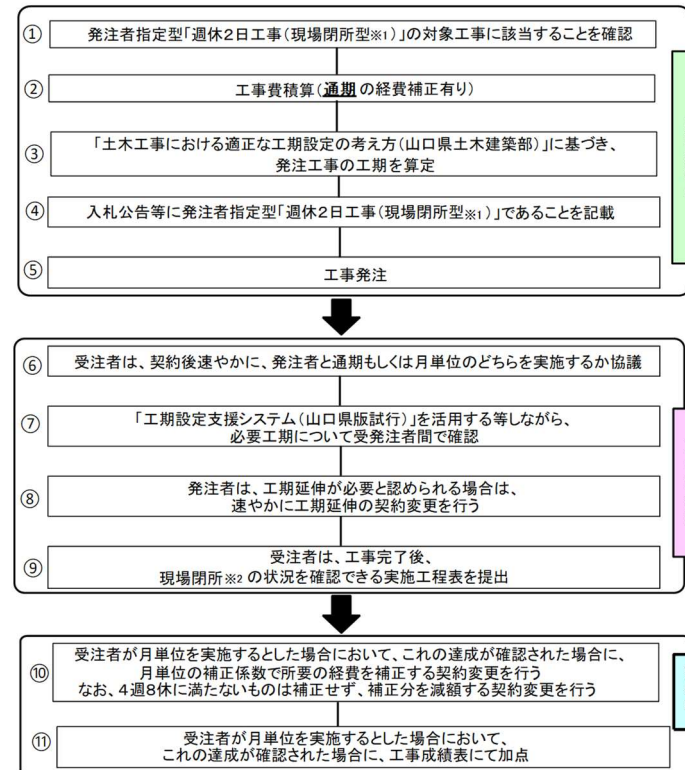 ① 発注者指定型「週休2日工事(現場閉所型※1)」の対象工事に該当することを確認
② 工事費積算(通期の経費補正有り)
③ 「土木工事における適正な工期設定の考え方(山口県土木建築部)」に基づき、
発注工事の工期を算定
④ 入札公告等に発注者指定型「週休2日工事(現場閉所型※1)」であることを記載
⑤ 工事発注
⑥ 受注者は、契約後速やかに、発注者と通期もしくは月単位のどちらを実施するか協議
⑦ 「工期設定支援システム(山口県版試行)」を活用する等しながら、
必要工期について受発注者間で確認
⑧ 発注者は、工期延伸が必要と認められる場合は、
速やかに工期延伸の契約変更を行う
⑨ 受注者は、工事完了後、
現場閉所※2 の状況を確認できる実施工程表を提出
⑩ 受注者が月単位を実施するとした場合において、これの達成が確認された場合に、
月単位の補正係数で所要の経費を補正する契約変更を行う
なお、4週8休に満たないものは補正せず、補正分を減額する契約変更を行う
⑪ 受注者が月単位を実施するとした場合において、
これの達成が確認された場合に、工事成績表にて加点